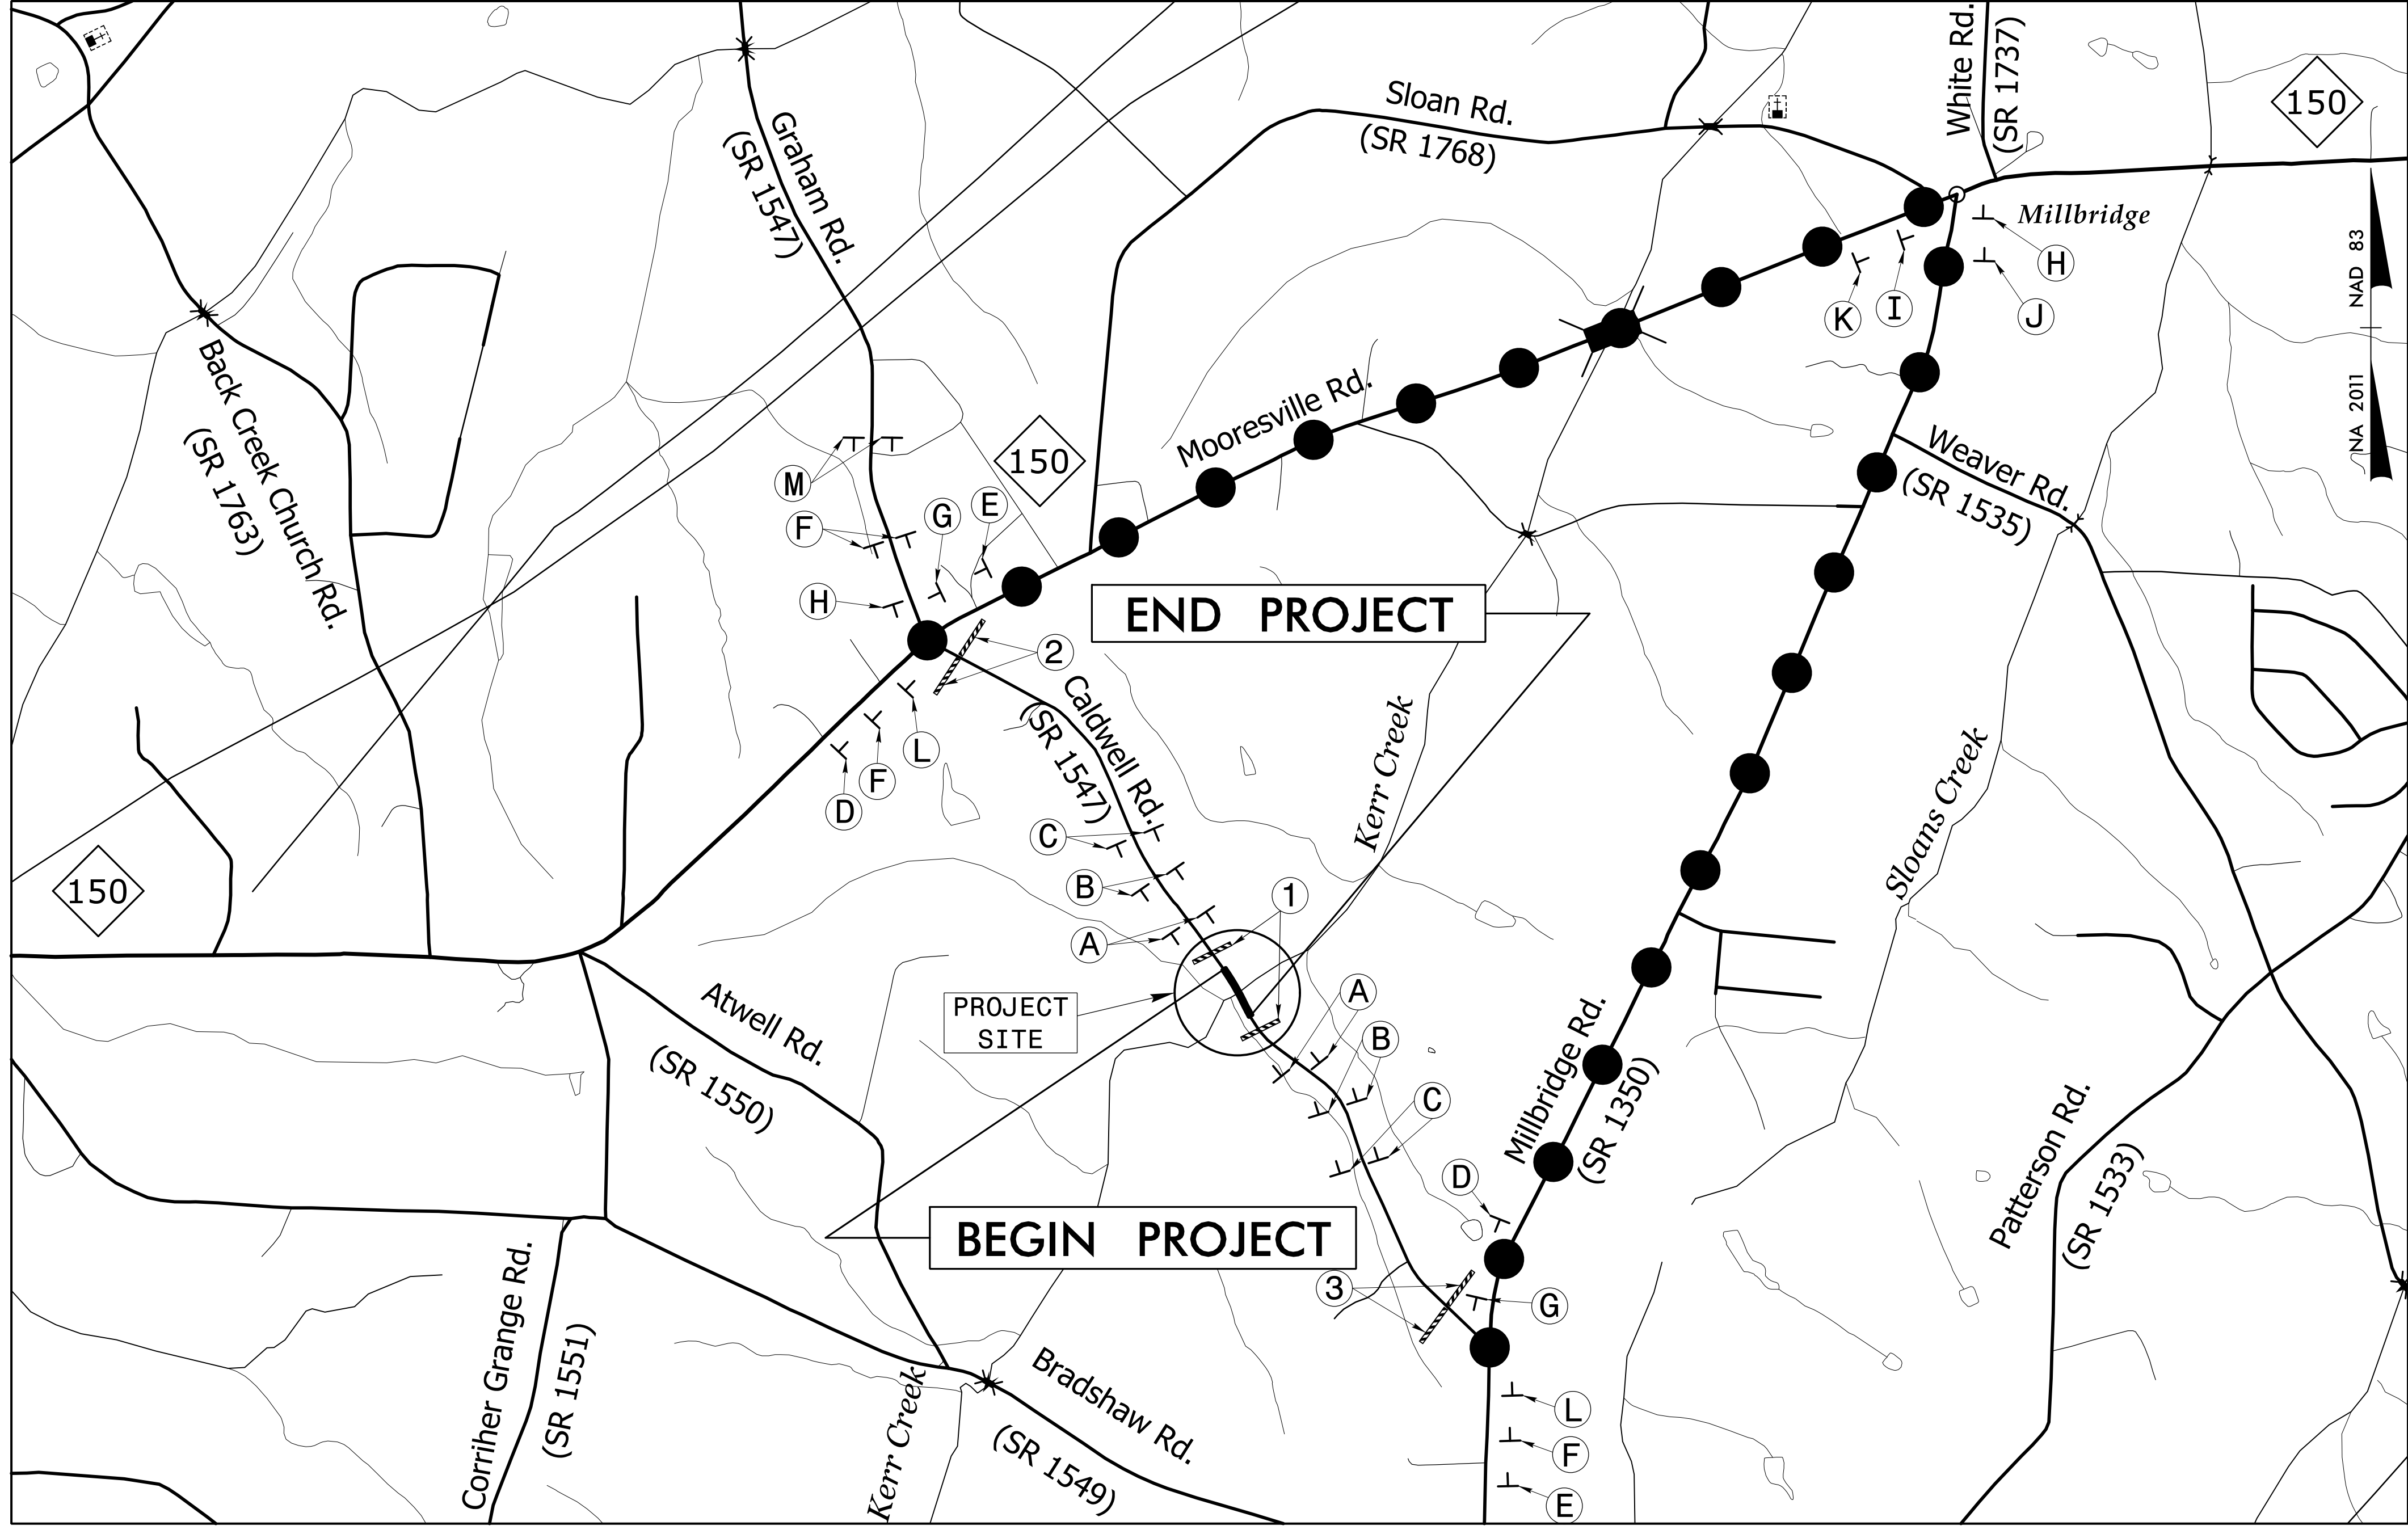 White Rd.
(SR 1737)
150
Sloan Rd.
(SR 1768)
Graham Rd.
(SR 1547)
Millbridge
H
J
I
K
NAD 83
NA 2011
Back Creek Church Rd.
(SR 1763)
Mooresville Rd.
150
Weaver Rd.
(SR 1535)
M
F
G
E
H
END PROJECT
2
Caldwell Rd.
(SR 1547)
L
F
D
Kerr Creek
Sloans Creek
C
B
A
1
150
PROJECT
SITE
A
B
C
Atwell Rd.
(SR 1550)
Millbridge Rd.
(SR 1350)
Patterson Rd.
(SR 1533)
D
BEGIN PROJECT
3
G
Corriher Grange Rd.
(SR 1551)
Kerr Creek
Bradshaw Rd.
(SR 1549)
L
F
E